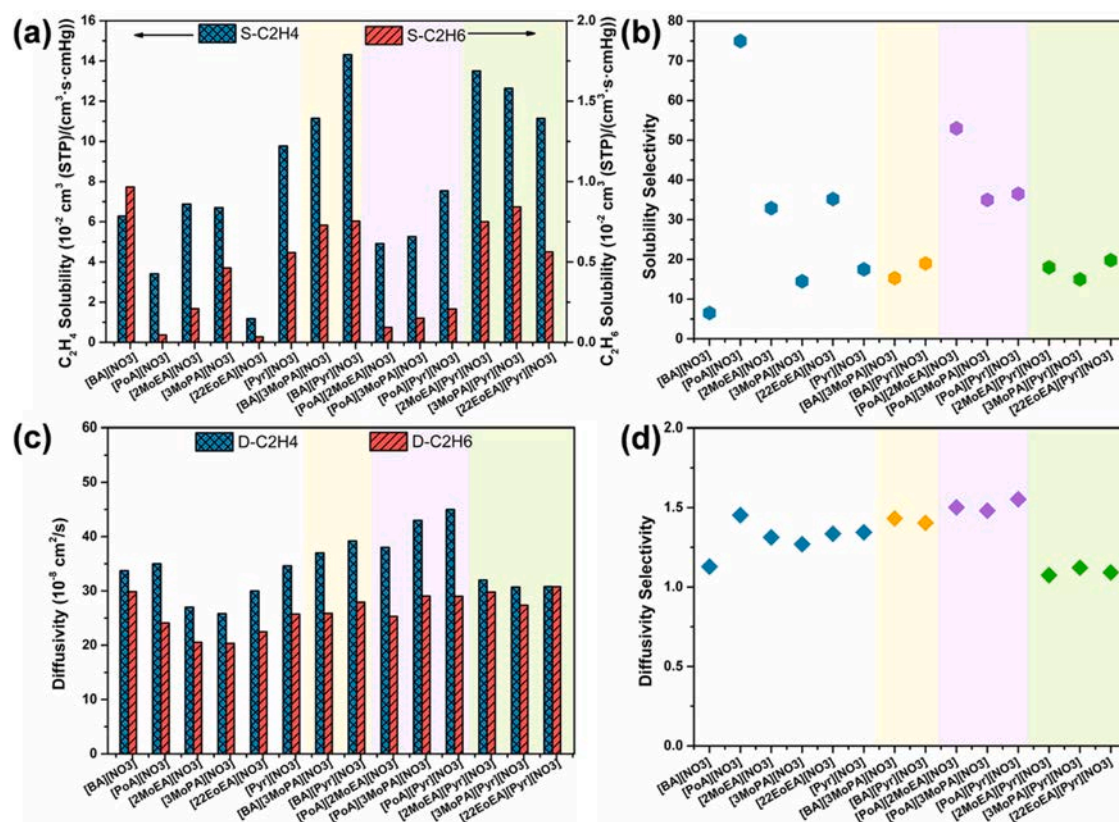 (a)
S-C2H4
S-C2H6
C₂H₄ Solubility (10⁻² cm³ (STP)/(cm³·s·cmHg))
16
14
12
10
8
6
4
2
0
2.0
1.5
1.0
0.5
0.0
C₂H₆ Solubility (10⁻² cm³ (STP)/(cm³·s·cmHg))
[BA][NO3]
[PoA][NO3]
[2MoEA][NO3]
[3MoPA][NO3]
[22EoEA][NO3]
[Pyr][NO3]
[BA][3MoPA][NO3]
[BA][Pyr][NO3]
[PoA][2MoEA][NO3]
[PoA][3MoPA][NO3]
[PoA][Pyr][NO3]
[2MoEA][Pyr][NO3]
[3MoPA][Pyr][NO3]
[22EoEA][Pyr][NO3]
(b)
Solubility Selectivity
80
70
60
50
40
30
20
10
0
[BA][NO3]
[PoA][NO3]
[2MoEA][NO3]
[3MoPA][NO3]
[22EoEA][NO3]
[Pyr][NO3]
[BA][3MoPA][NO3]
[BA][Pyr][NO3]
[PoA][2MoEA][NO3]
[PoA][3MoPA][NO3]
[PoA][Pyr][NO3]
[2MoEA][Pyr][NO3]
[3MoPA][Pyr][NO3]
[22EoEA][Pyr][NO3]
(c)
D-C2H4
D-C2H6
Diffusivity (10⁻⁸ cm²/s)
60
50
40
30
20
10
0
[BA][NO3]
[PoA][NO3]
[2MoEA][NO3]
[3MoPA][NO3]
[22EoEA][NO3]
[Pyr][NO3]
[BA][3MoPA][NO3]
[BA][Pyr][NO3]
[PoA][2MoEA][NO3]
[PoA][3MoPA][NO3]
[PoA][Pyr][NO3]
[2MoEA][Pyr][NO3]
[3MoPA][Pyr][NO3]
[22EoEA][Pyr][NO3]
(d)
Diffusivity Selectivity
2.0
1.5
1.0
0.5
0.0
[BA][NO3]
[PoA][NO3]
[2MoEA][NO3]
[3MoPA][NO3]
[22EoEA][NO3]
[Pyr][NO3]
[BA][3MoPA][NO3]
[BA][Pyr][NO3]
[PoA][2MoEA][NO3]
[PoA][3MoPA][NO3]
[PoA][Pyr][NO3]
[2MoEA][Pyr][NO3]
[3MoPA][Pyr][NO3]
[22EoEA][Pyr][NO3]